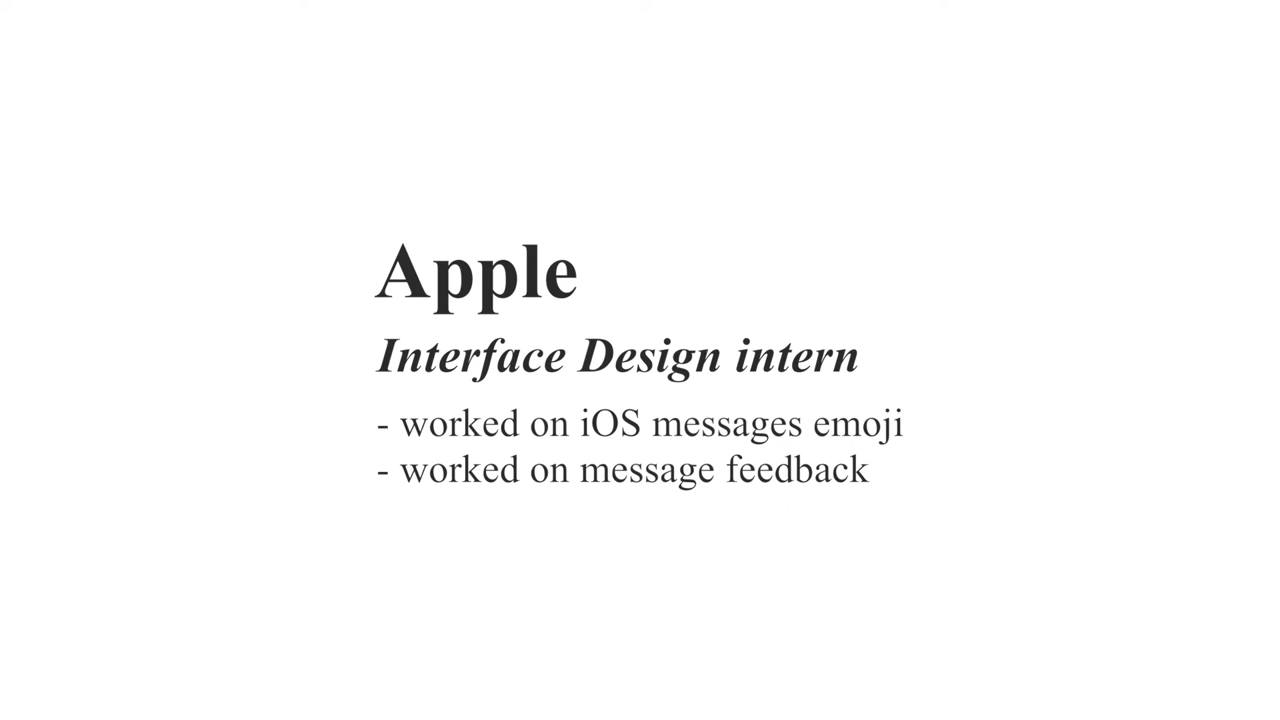 Apple
Interface Design intern
- worked on iOS messages emoji
- worked on message feedback